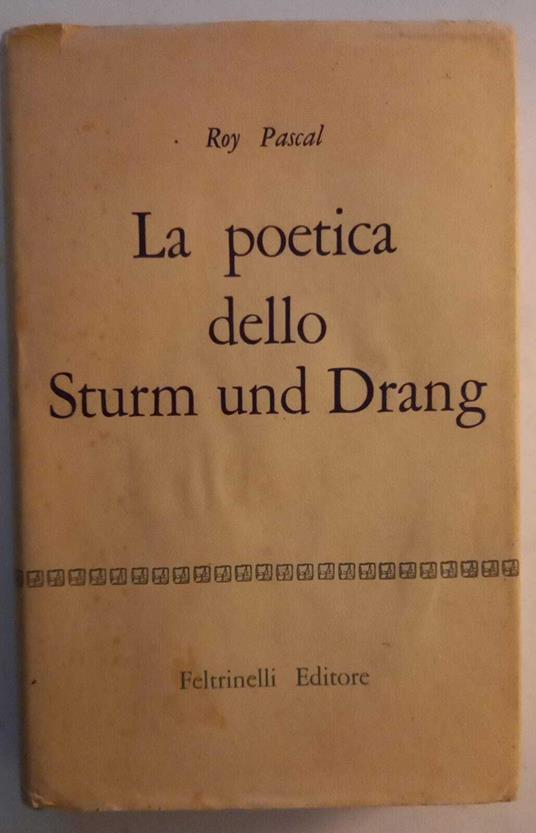 Roy Pascal
La poetica
dello
Sturm und Drang
Feltrinelli Editore